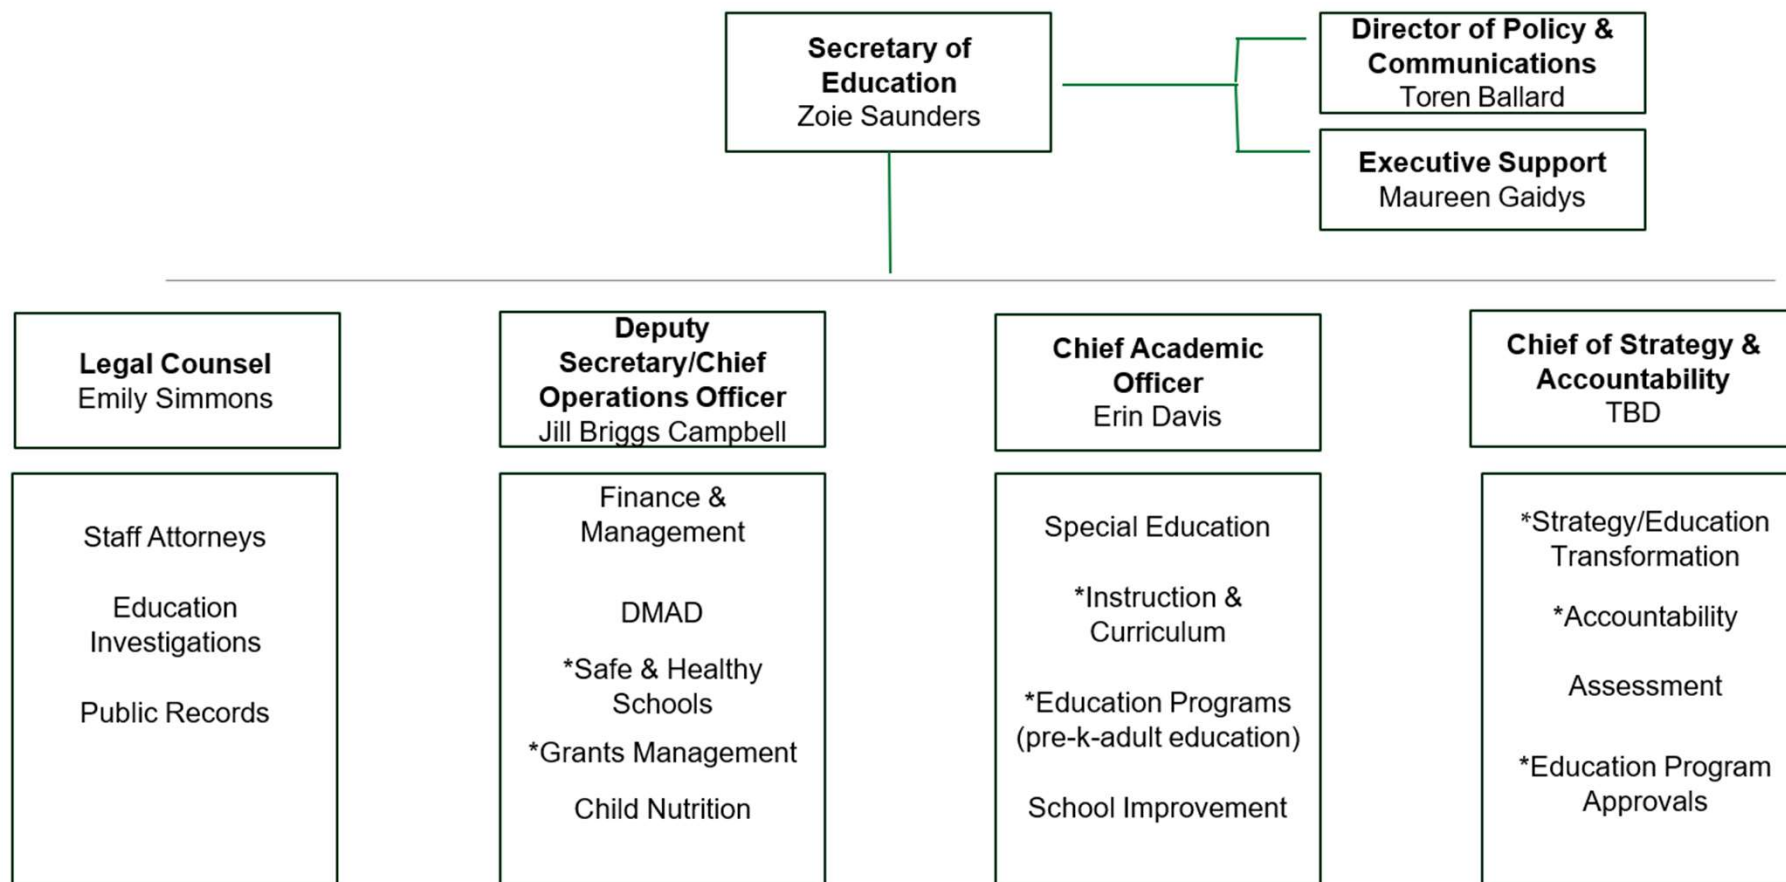 Secretary of
Education
Zoie Saunders
Director of Policy &
Communications
Toren Ballard
Executive Support
Maureen Gaidys
Legal Counsel
Emily Simmons
Deputy
Secretary/Chief
Operations Officer
Jill Briggs Campbell
Chief Academic
Officer
Erin Davis
Chief of Strategy &
Accountability
TBD
Staff Attorneys
Education
Investigations
Public Records
Finance &
Management
DMAD
*Safe & Healthy
Schools
*Grants Management
Child Nutrition
Special Education
*Instruction &
Curriculum
*Education Programs
(pre-k-adult education)
School Improvement
*Strategy/Education
Transformation
*Accountability
Assessment
*Education Program
Approvals